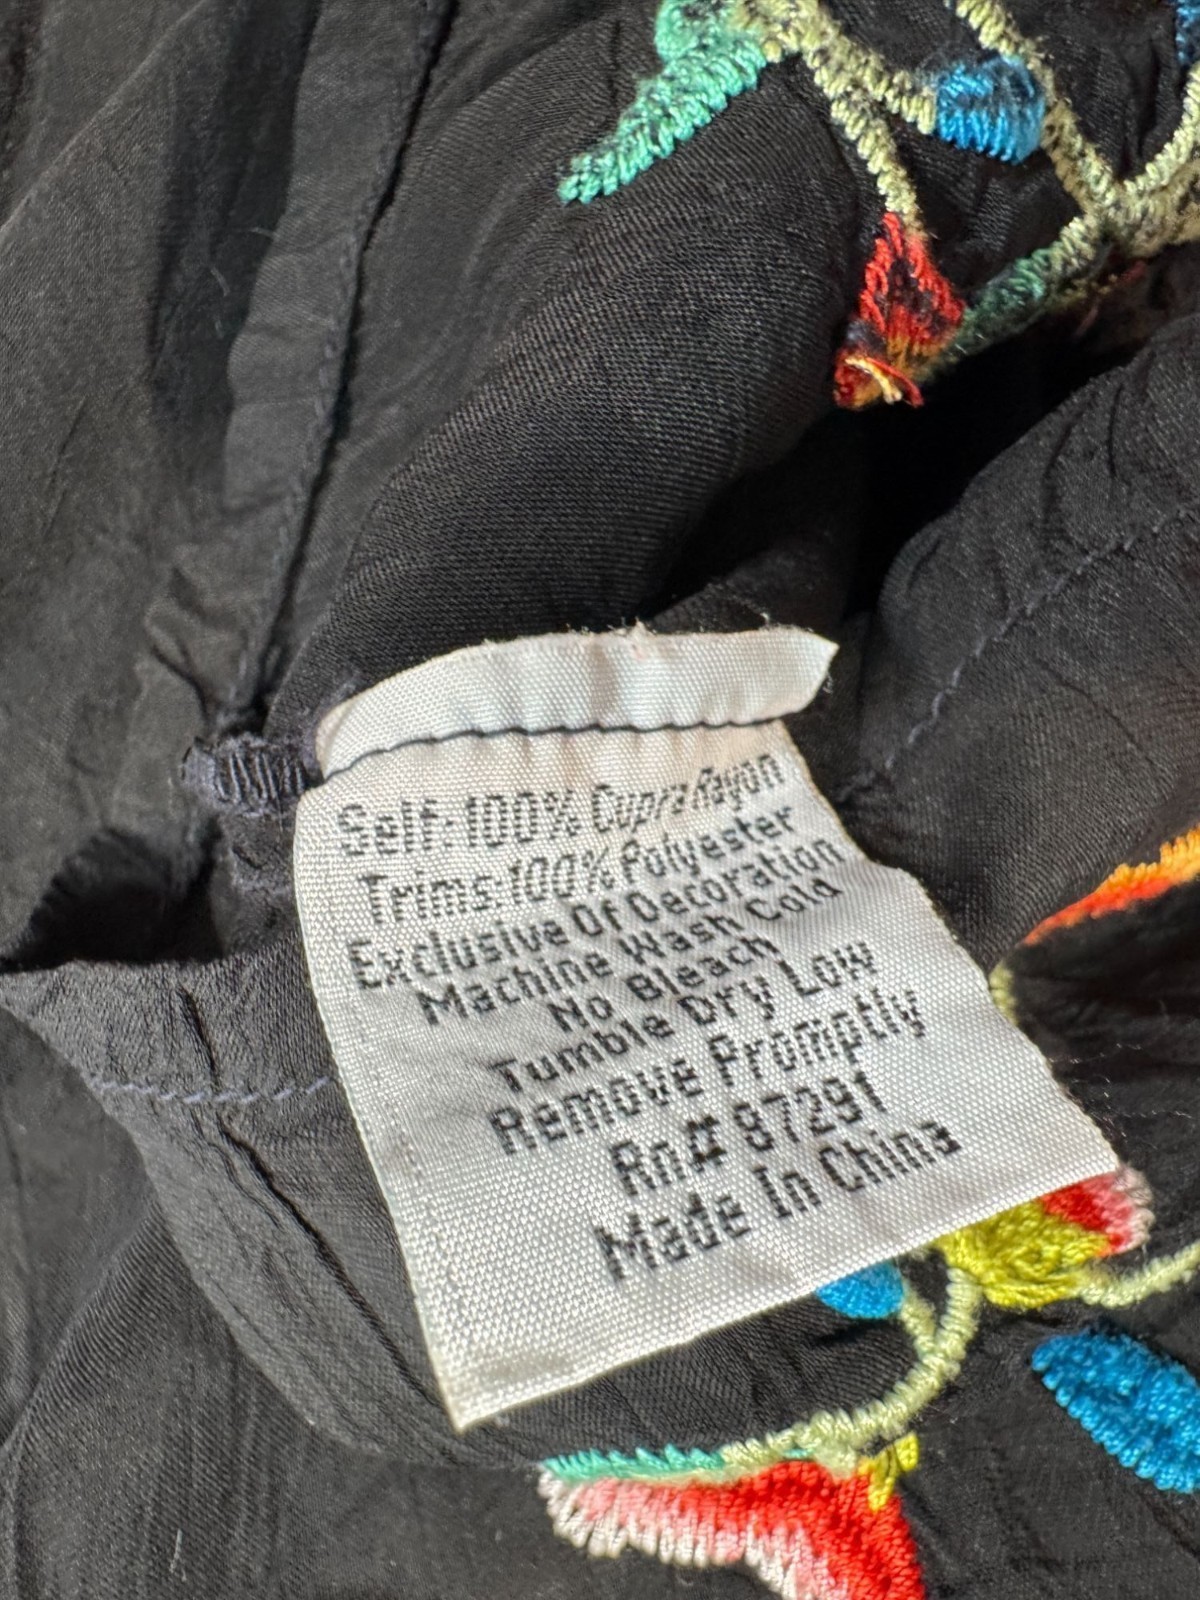 Self: 100% Cupra Rayon
Trims: 100% Polyester
Exclusive Of Decoration
Machine Wash Cold
No Bleach
Tumble Dry Low
Remove Promptly
Rn# 97291
Made In China